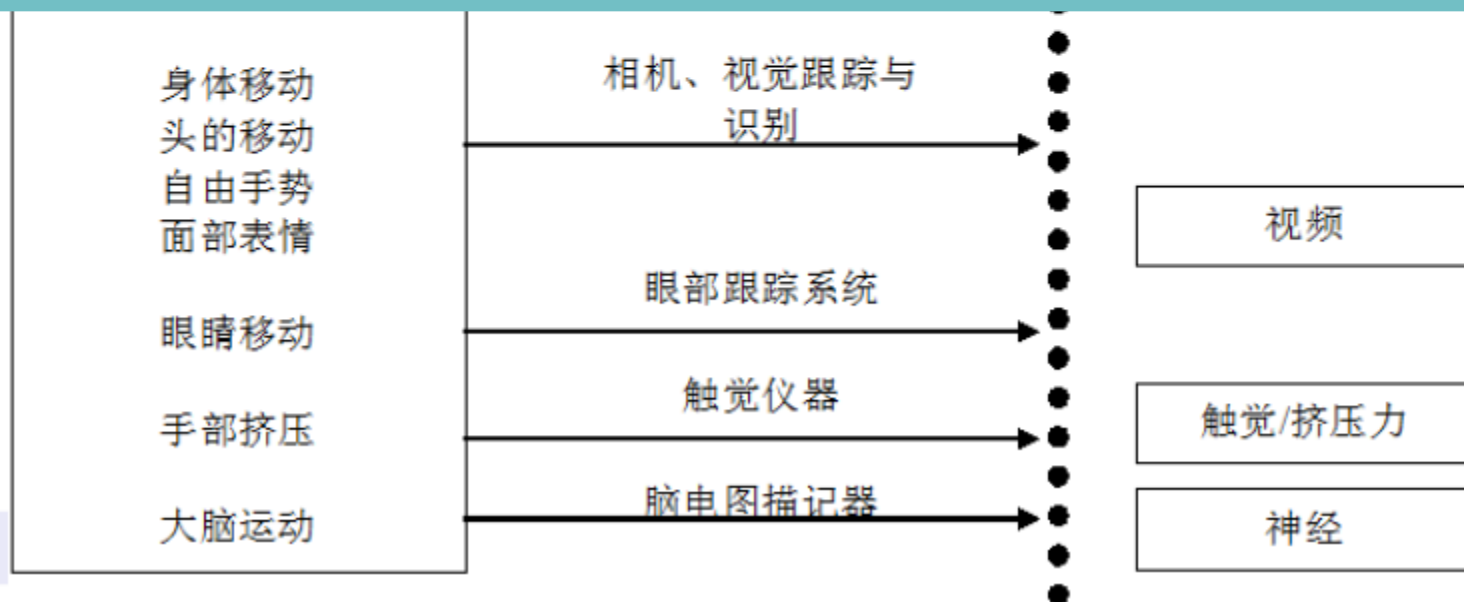 身体移动
头的移动
自由手势
面部表情
眼睛移动
手部挤压
大脑运动
相机、视觉跟踪与
识别
眼部跟踪系统
触觉仪器
脑电图描记器
视频
触觉/挤压力
神经